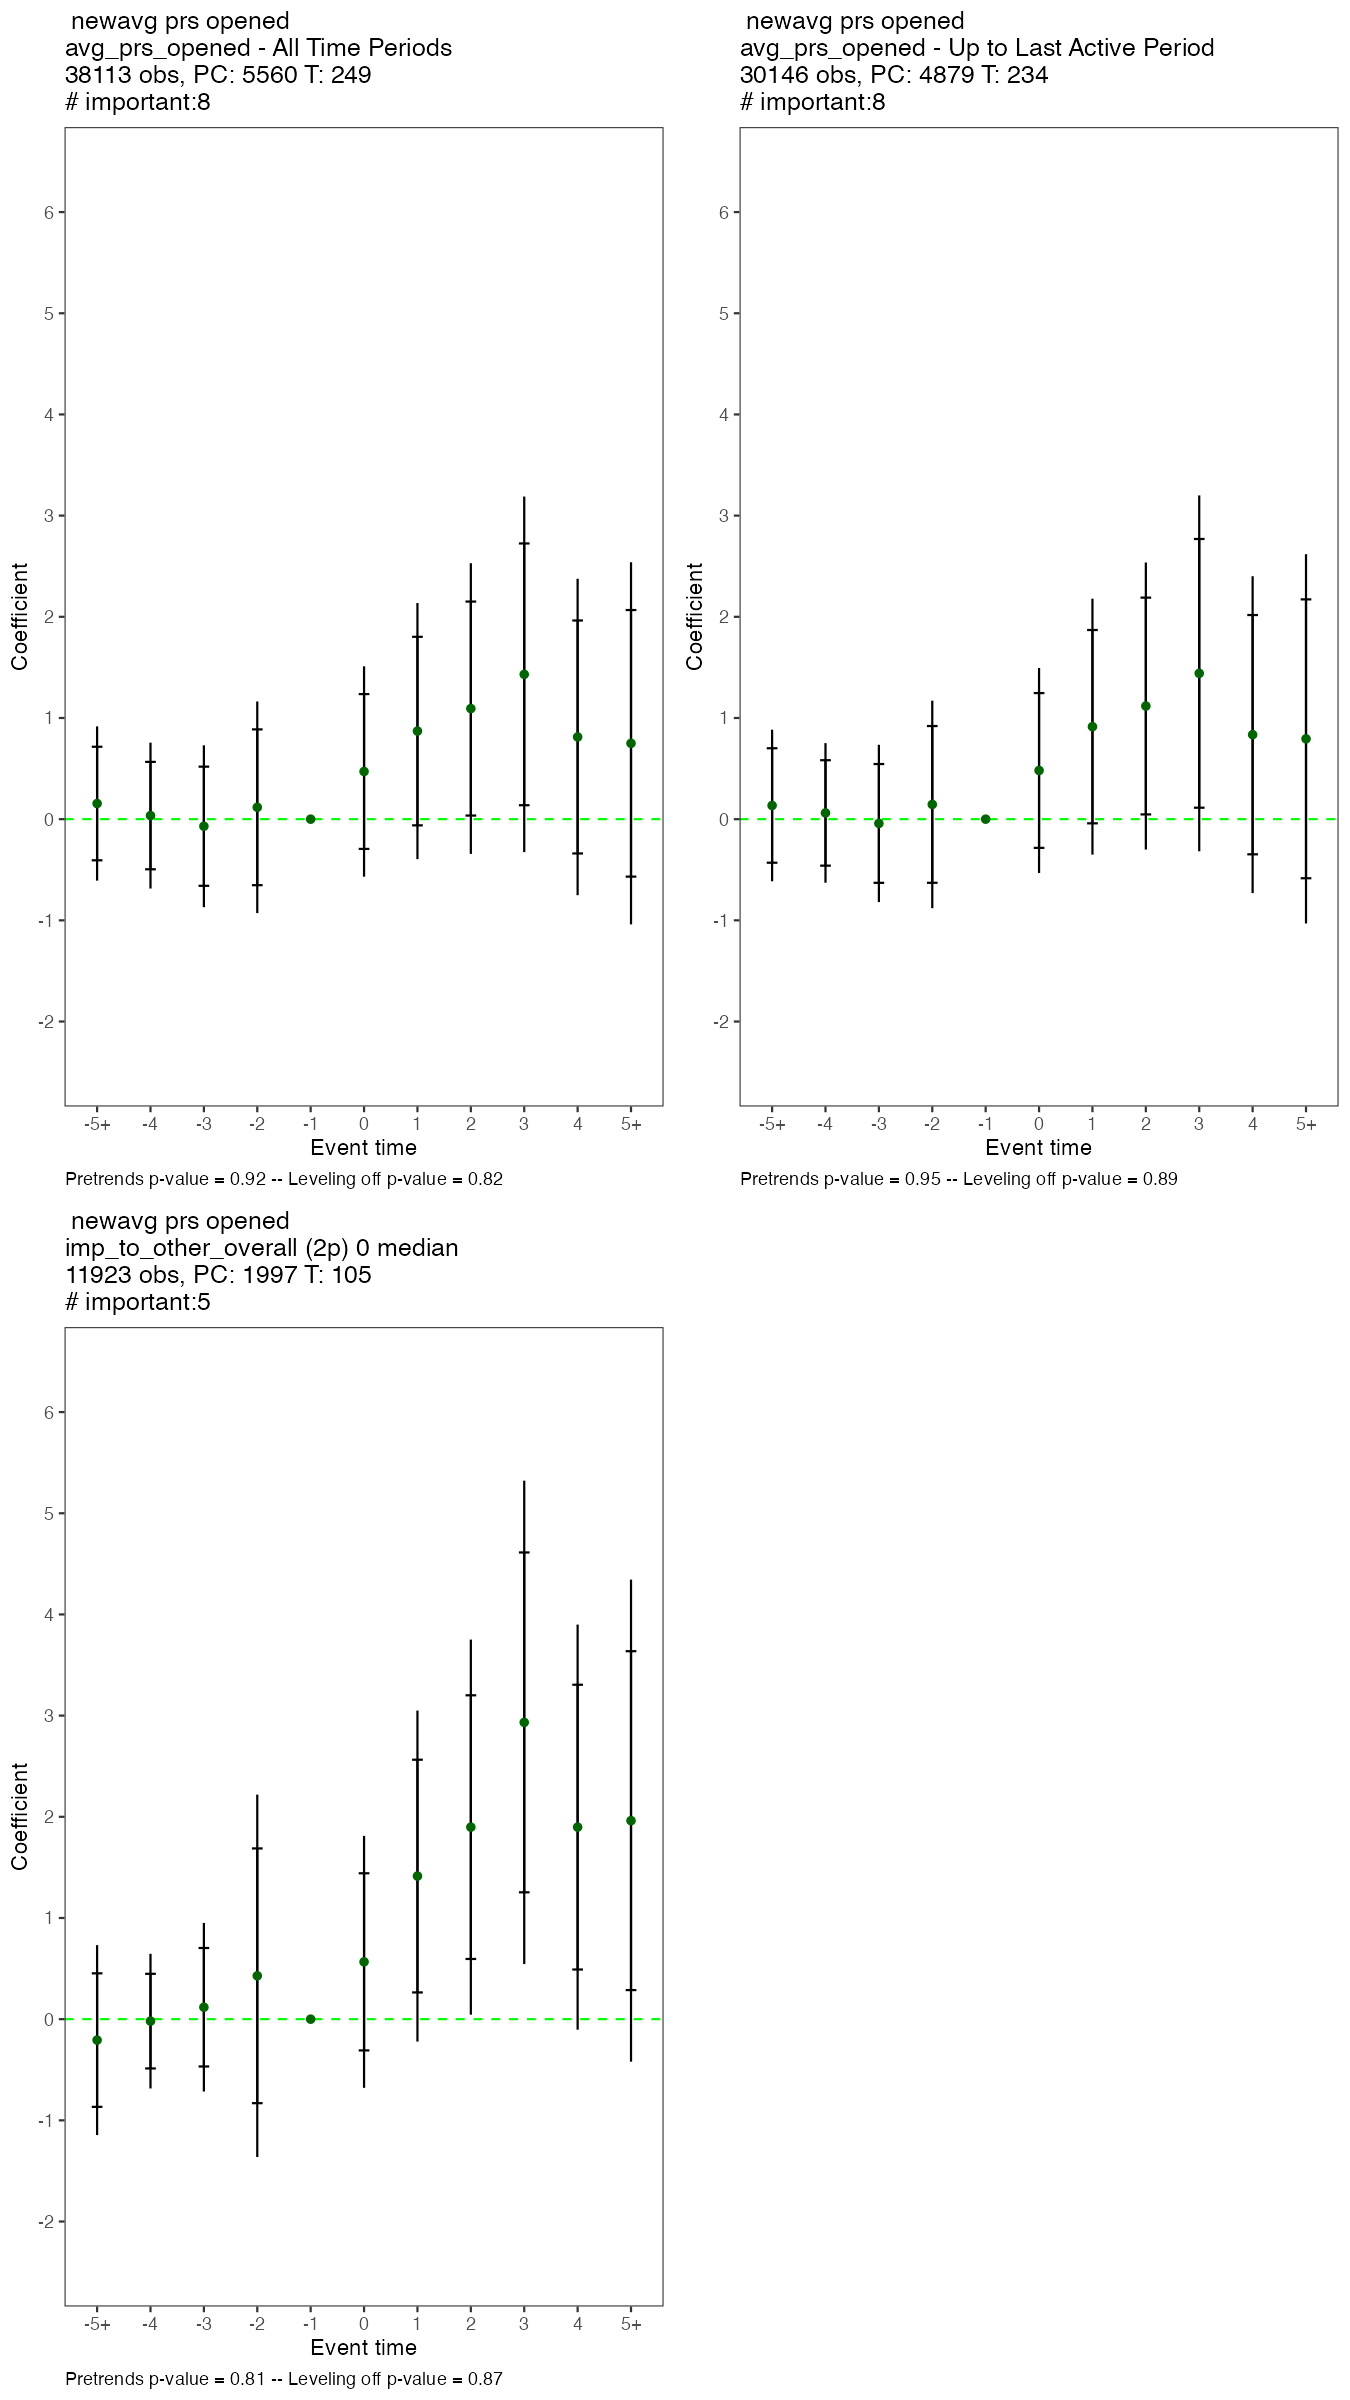 newavg prs opened
avg_prs_opened - All Time Periods
38113 obs, PC: 5560 T: 249
# important:8
6
5
4
3
2
1
0
-1
-2
Coefficient
-5+ -4 -3 -2 -1 0 1 2 3 4 5+
Event time
Pretrends p-value = 0.92 -- Leveling off p-value = 0.82
newavg prs opened
avg_prs_opened - Up to Last Active Period
30146 obs, PC: 4879 T: 234
# important:8
6
5
4
3
2
1
0
-1
-2
Coefficient
-5+ -4 -3 -2 -1 0 1 2 3 4 5+
Event time
Pretrends p-value = 0.95 -- Leveling off p-value = 0.89
newavg prs opened
imp_to_other_overall (2p) 0 median
11923 obs, PC: 1997 T: 105
# important:5
6
5
4
3
2
1
0
-1
-2
Coefficient
-5+ -4 -3 -2 -1 0 1 2 3 4 5+
Event time
Pretrends p-value = 0.81 -- Leveling off p-value = 0.87